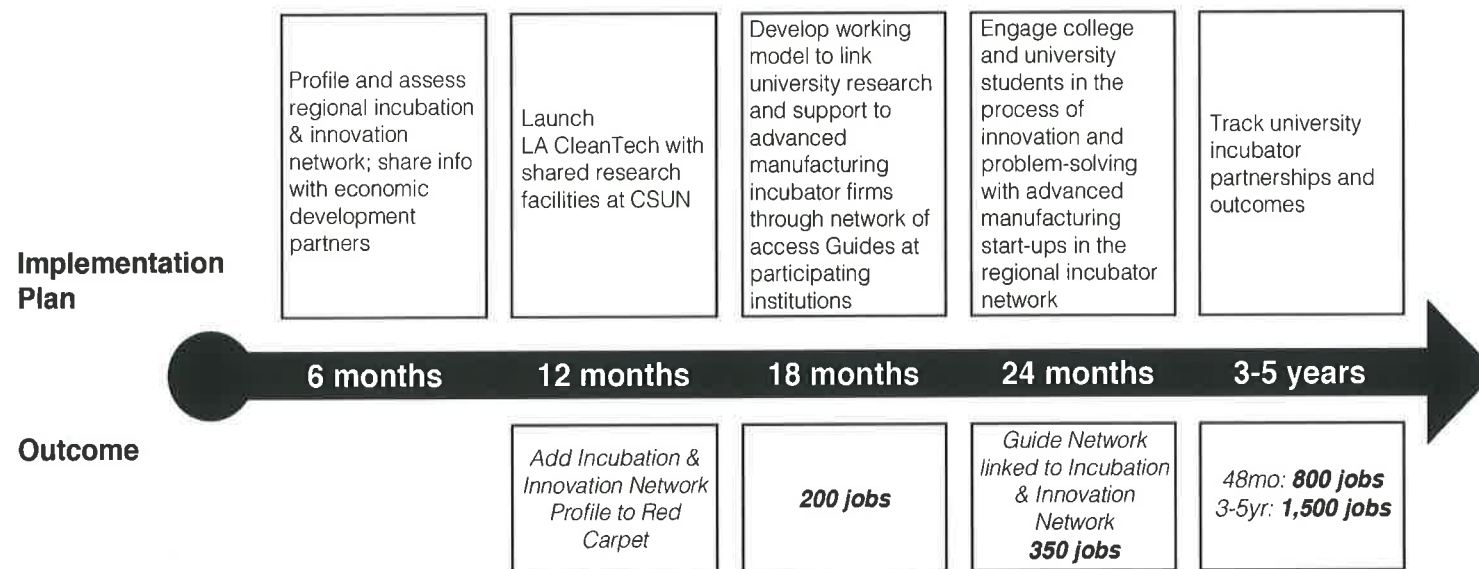 Profile and assess
regional incubation
& innovation
network; share info
with economic
development
partners
Launch
LA CleanTech with
shared research
facilities at CSUN
Develop working
model to link
university research
and support to
advanced
manufacturing
incubator firms
through network of
access Guides at
participating
institutions
Engage college
and university
students in the
process of
innovation and
problem-solving
with advanced
manufacturing
start-ups in the
regional incubator
network
Track university
incubator
partnerships and
outcomes
Implementation
Plan
6 months
12 months
18 months
24 months
3-5 years
Outcome
Add Incubation &
Innovation Network
Profile to Red
Carpet
200 jobs
Guide Network
linked to Incubation
& Innovation
Network
350 jobs
48mo: 800 jobs
3-5yr: 1,500 jobs